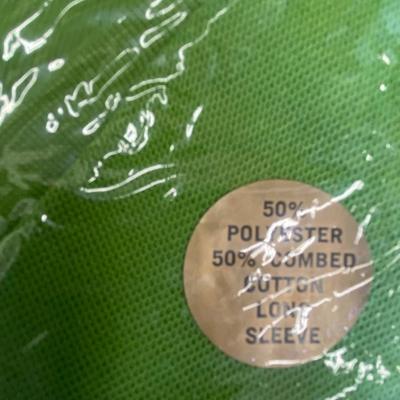 50%
POLYESTER
50% COMBED
COTTON
LONG
SLEEVE